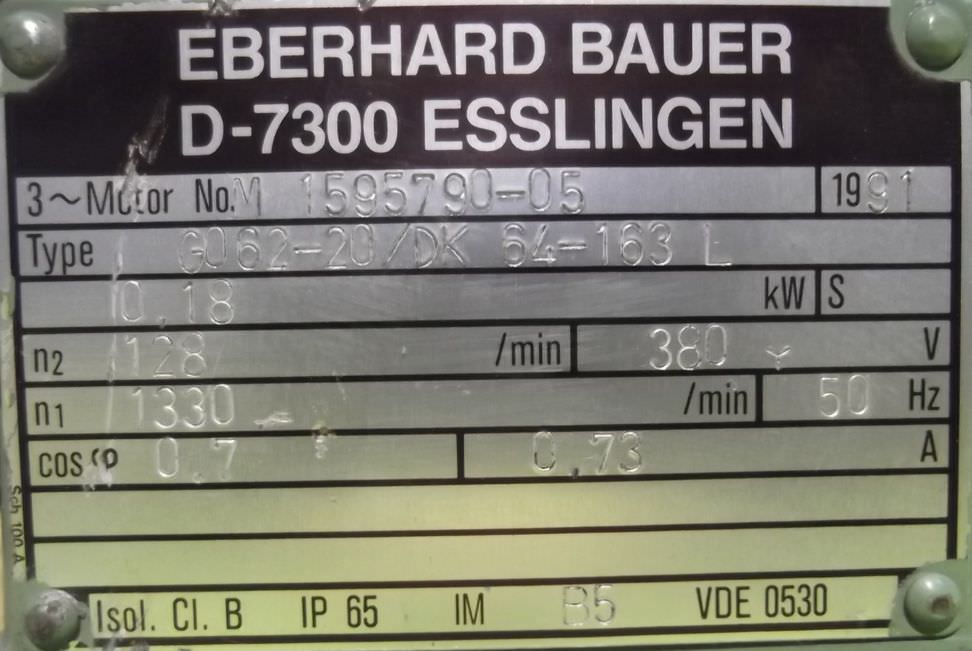 EBERHARD BAUER
D-7300 ESSLINGEN
3~Motor No. M 1595790-05 1991
Type G062-20/DK 64-163 L
0.18 kW S
n2 128 /min 380 Y V
n1 1330 /min 50 Hz
cos φ 0.7 0.73 A
Isol. Cl. B IP 65 IM B5 VDE 0530
Sch 100 A